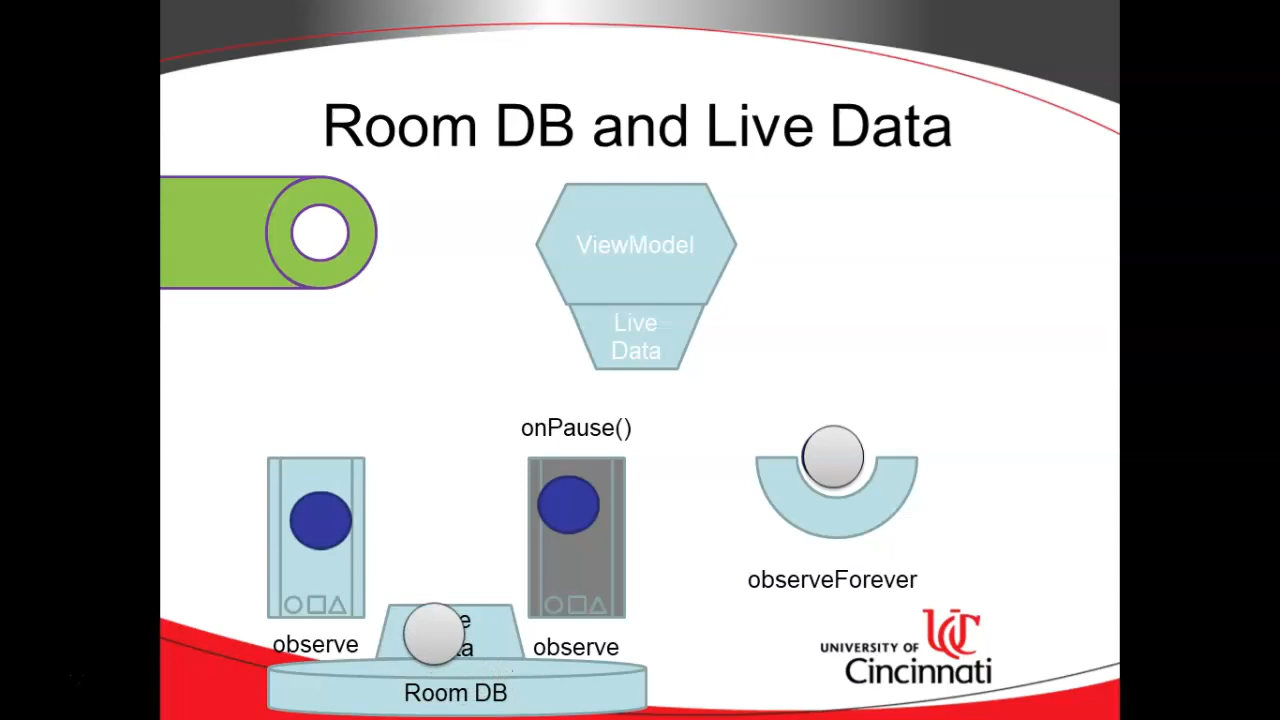 Room DB and Live Data
ViewModel
Live
Data
onPause()
observeForever
observe
observe
Room DB
UNIVERSITY OF
Cincinnati